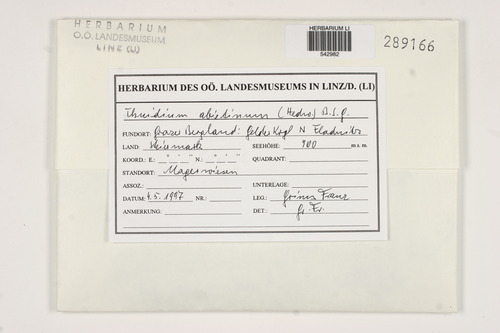 HERBARIUM
O.Ö. LANDESMUSEUM
LINZ (LI)
HERBARIUM LI
542982
289166
HERBARIUM DES OÖ. LANDESMUSEUMS IN LINZ/D. (LI)
Thuidium abietinum (Hedw.) B.S.G.
FUNDORT: Grazer Bergland: Gelderkogl N Fladnitz
LAND: Steiermark SEEHÖHE: 900 m s. m.
KOORD.: E.: ° ' " N.: ° ' " QUADRANT:
STANDORT: Magerwiesen
ASSOZ.: UNTERLAGE:
DATUM: 4.5.1997 NR.: LEG.: Grims Franz
ANMERKUNG: DET.: Gr. Fr.